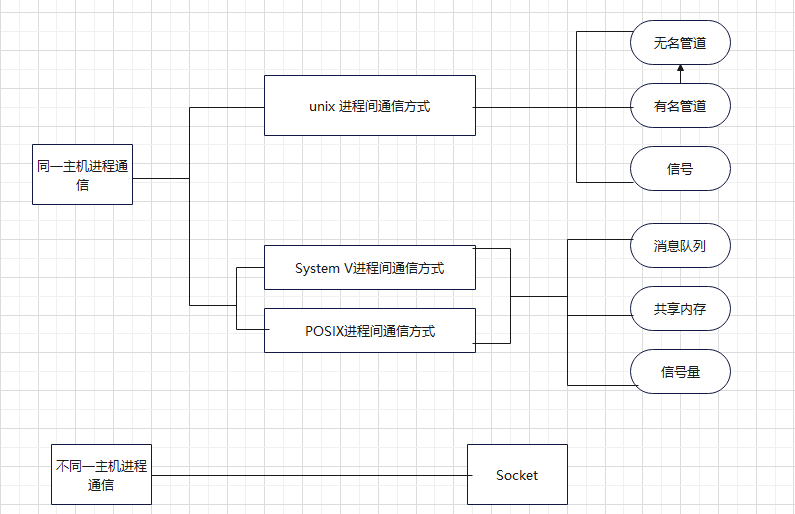 无名管道
unix 进程间通信方式
有名管道
同一主机进程通
信
信号
消息队列
System V进程间通信方式
共享内存
POSIX进程间通信方式
信号量
不同一主机进程
通信
Socket